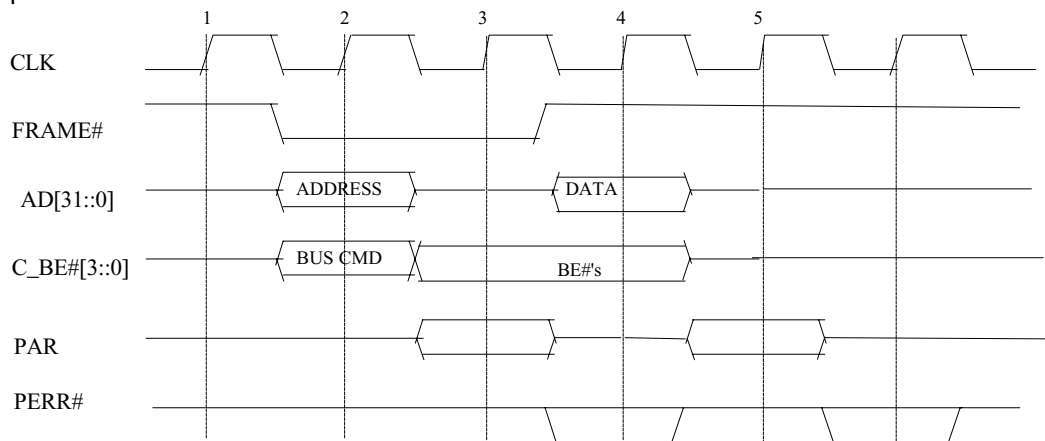 1 2 3 4 5
CLK
FRAME#
AD[31::0] ADDRESS DATA
C_BE#[3::0] BUS CMD BE#'s
PAR
PERR#